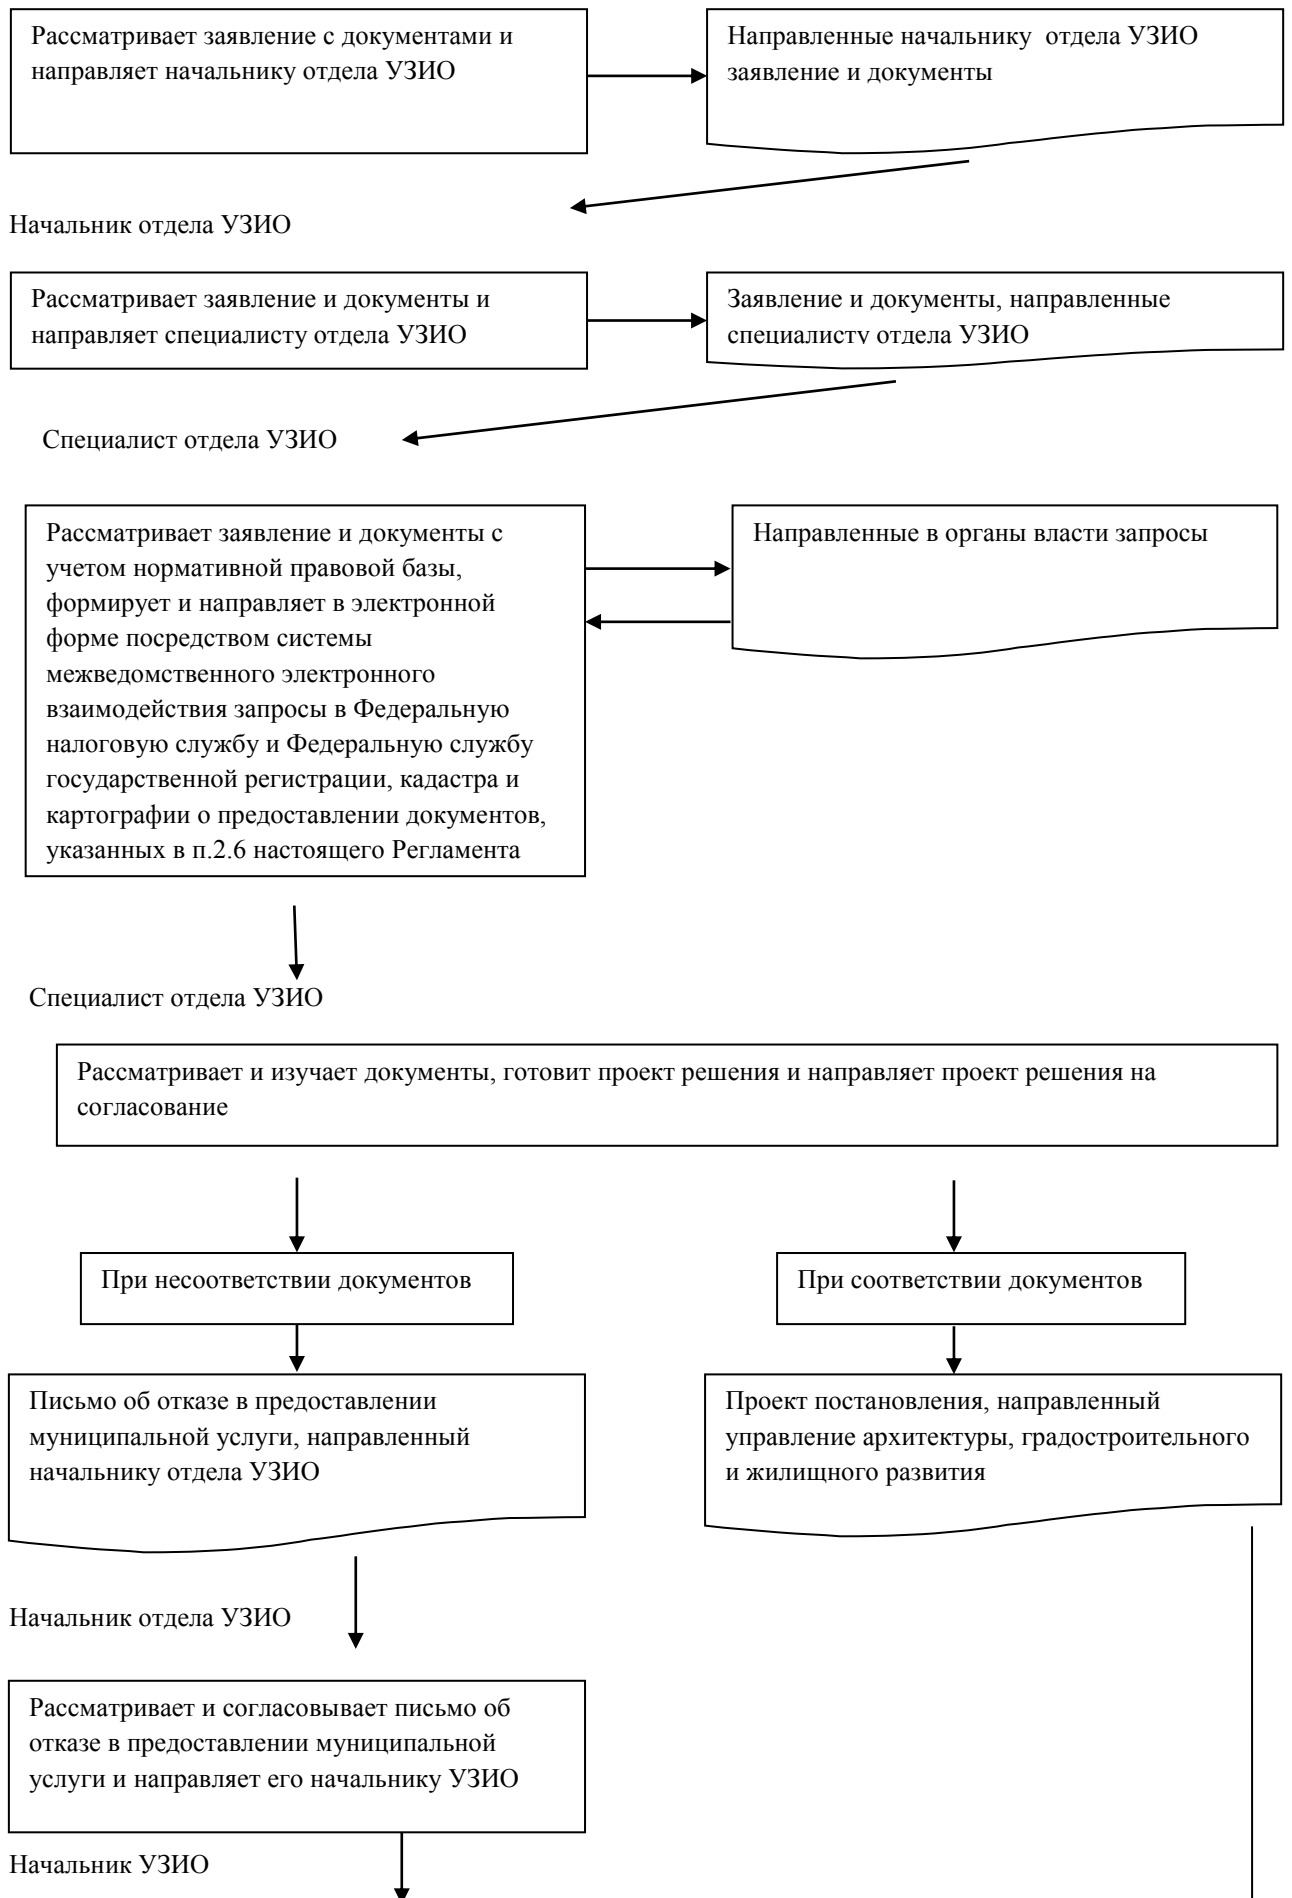 Рассматривает заявление с документами и
направляет начальнику отдела УЗИО
Направленные начальнику  отдела УЗИО
заявление и документы
Начальник отдела УЗИО
Рассматривает заявление и документы и
направляет специалисту отдела УЗИО
Заявление и документы, направленные
специалисту отдела УЗИО
Специалист отдела УЗИО
Рассматривает заявление и документы с
учетом нормативной правовой базы,
формирует и направляет в электронной
форме посредством системы
межведомственного электронного
взаимодействия запросы в Федеральную
налоговую службу и Федеральную службу
государственной регистрации, кадастра и
картографии о предоставлении документов,
указанных в п.2.6 настоящего Регламента
Направленные в органы власти запросы
Специалист отдела УЗИО
Рассматривает и изучает документы, готовит проект решения и направляет проект решения на
согласование
При несоответствии документов
При соответствии документов
Письмо об отказе в предоставлении
муниципальной услуги, направленный
начальнику отдела УЗИО
Проект постановления, направленный
управление архитектуры, градостроительного
и жилищного развития
Начальник отдела УЗИО
Рассматривает и согласовывает письмо об
отказе в предоставлении муниципальной
услуги и направляет его начальнику УЗИО
Начальник УЗИО